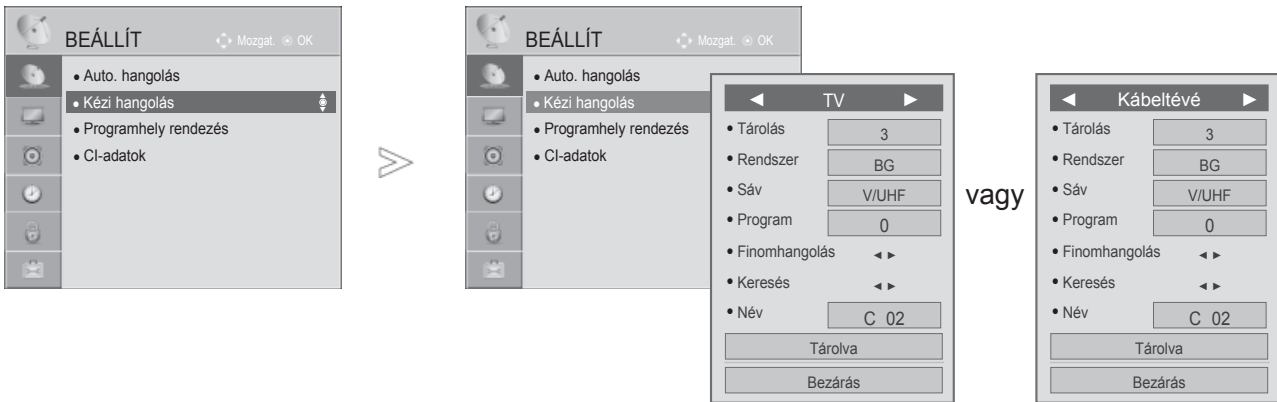 BEÁLLÍT Mozgat. OK
• Auto. hangolás
• Kézi hangolás
• Programhely rendezés
• CI-adatok
BEÁLLÍT Mozgat. OK
• Auto. hangolás
• Kézi hangolás
• Programhely rendezés
• CI-adatok
◄ TV ►
• Tárolás 3
• Rendszer BG
• Sáv V/UHF
• Program 0
• Finomhangolás ◄ ►
• Keresés ◄ ►
• Név C 02
Tárolva
Bezárás
vagy
◄ Kábeltévé ►
• Tárolás 3
• Rendszer BG
• Sáv V/UHF
• Program 0
• Finomhangolás ◄ ►
• Keresés ◄ ►
• Név C 02
Tárolva
Bezárás